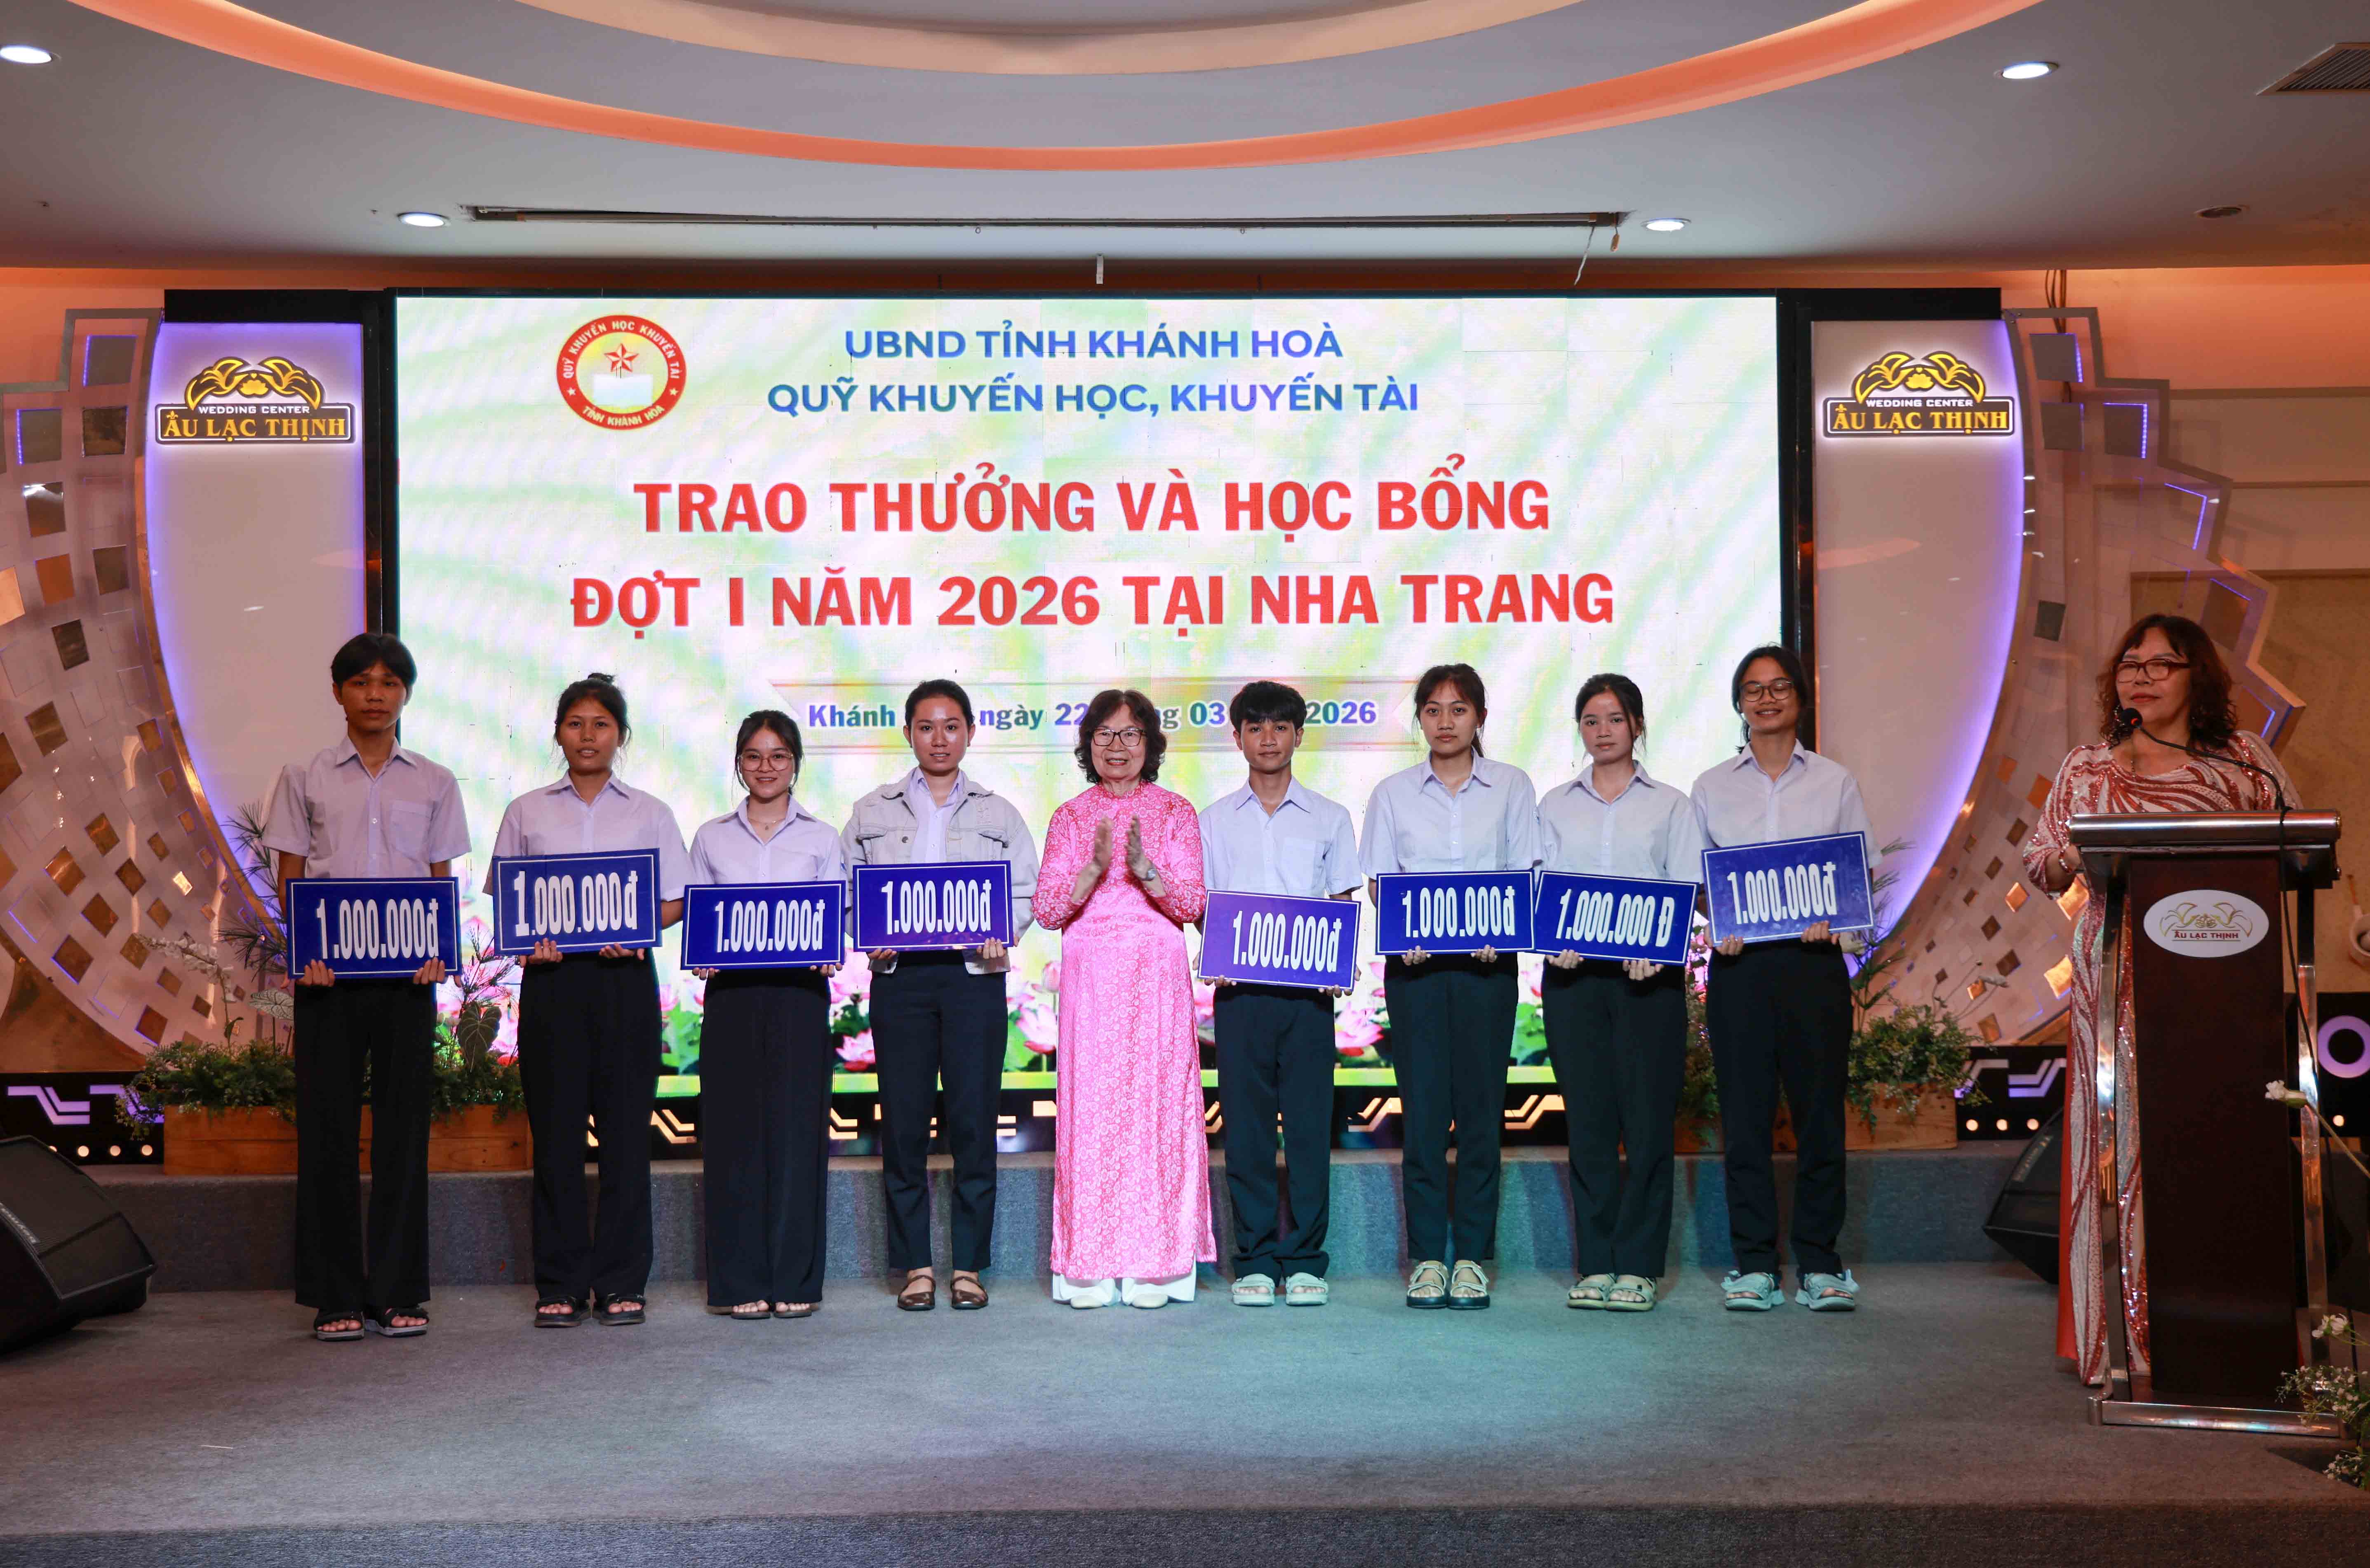 UBND TỈNH KHÁNH HOÀ
QUỸ KHUYẾN HỌC, KHUYẾN TÀI
QUỸ KHUYẾN HỌC KHUYẾN TÀI
TỈNH KHÁNH HÒA
TRAO THƯỞNG VÀ HỌC BỔNG
ĐỢT I NĂM 2026 TẠI NHA TRANG
Khánh ngày 22 03 2026
WEDDING CENTER
ÂU LẠC THỊNH
WEDDING CENTER
ÂU LẠC THỊNH
1.000.000đ
1.000.000đ
1.000.000đ
1.000.000đ
1.000.000đ
1.000.000đ
1.000.000 Đ
1.000.000đ
ÂU LẠC THỊNH